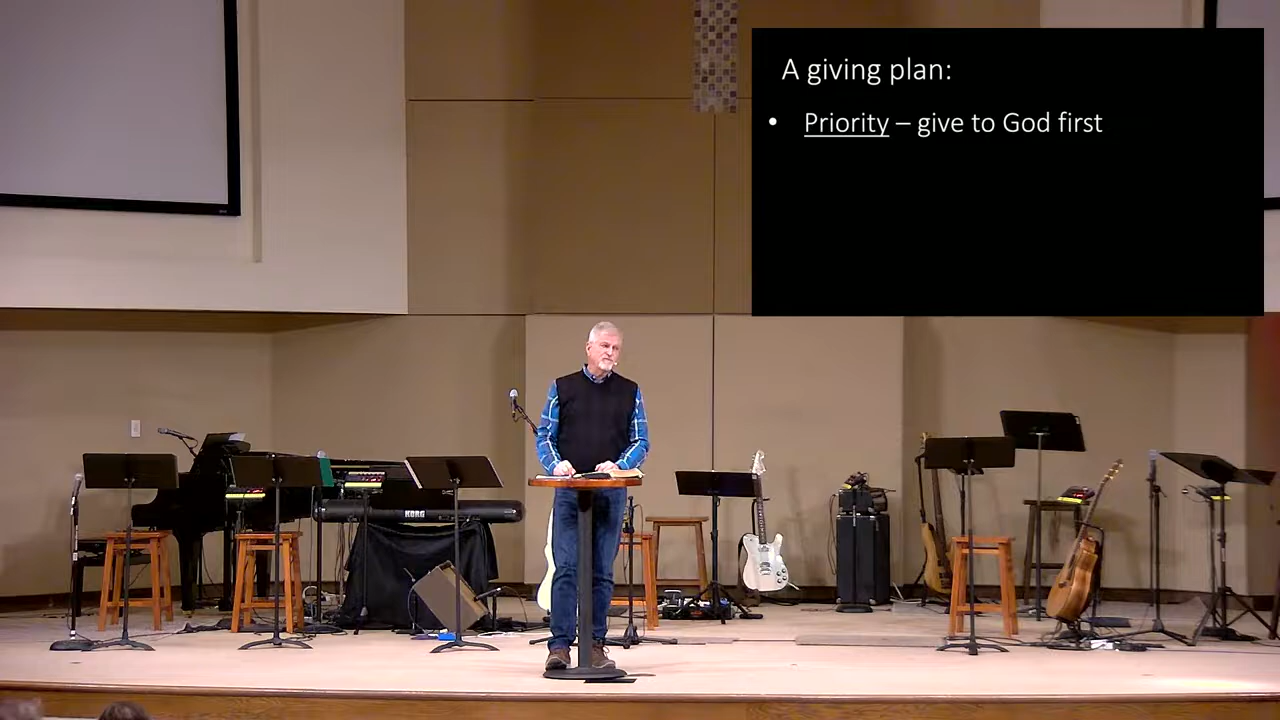 A giving plan:
• Priority – give to God first
KORG